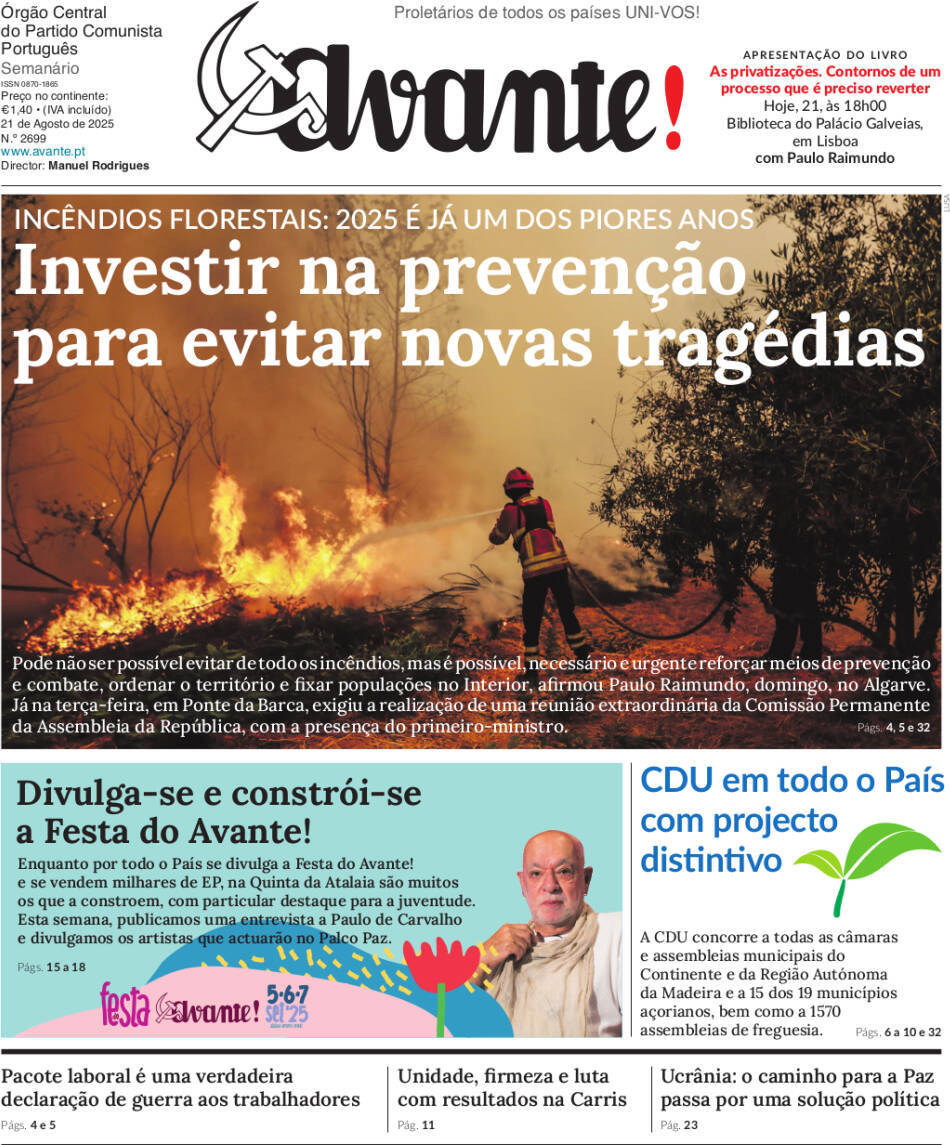 Órgão Central
do Partido Comunista
Português
Semanário
ISSN 0870-1865
Preço no continente:
€1,40 • (IVA incluído)
21 de Agosto de 2025
N.º 2699
www.avante.pt
Director: Manuel Rodrigues
Proletários de todos os países UNI-VOS!
Avante!
APRESENTAÇÃO DO LIVRO
As privatizações. Contornos de um
processo que é preciso reverter
Hoje, 21, às 18h00
Biblioteca do Palácio Galveias,
em Lisboa
com Paulo Raimundo
LUSA
INCÊNDIOS FLORESTAIS: 2025 É JÁ UM DOS PIORES ANOS
Investir na prevenção
para evitar novas tragédias
Pode não ser possível evitar de todo os incêndios, mas é possível, necessário e urgente reforçar meios de prevenção
e combate, ordenar o território e fixar populações no Interior, afirmou Paulo Raimundo, domingo, no Algarve.
Já na terça-feira, em Ponte da Barca, exigiu a realização de uma reunião extraordinária da Comissão Permanente
da Assembleia da República, com a presença do primeiro-ministro.
Págs. 4, 5 e 32
Divulga-se e constrói-se
a Festa do Avante!
Enquanto por todo o País se divulga a Festa do Avante!
e se vendem milhares de EP, na Quinta da Atalaia são muitos
os que a constroem, com particular destaque para a juventude.
Esta semana, publicamos uma entrevista a Paulo de Carvalho
e divulgamos os artistas que actuarão no Palco Paz.
Págs. 15 a 18
festa do Avante! 5·6·7
set'25
CDU em todo o País
com projecto
distintivo
A CDU concorre a todas as câmaras
e assembleias municipais do
Continente e da Região Autónoma
da Madeira e a 15 dos 19 municípios
açorianos, bem como a 1570
assembleias de freguesia.
Págs. 6 a 10 e 32
Pacote laboral é uma verdadeira
declaração de guerra aos trabalhadores
Págs. 4 e 5
Unidade, firmeza e luta
com resultados na Carris
Pág. 11
Ucrânia: o caminho para a Paz
passa por uma solução política
Pág. 23